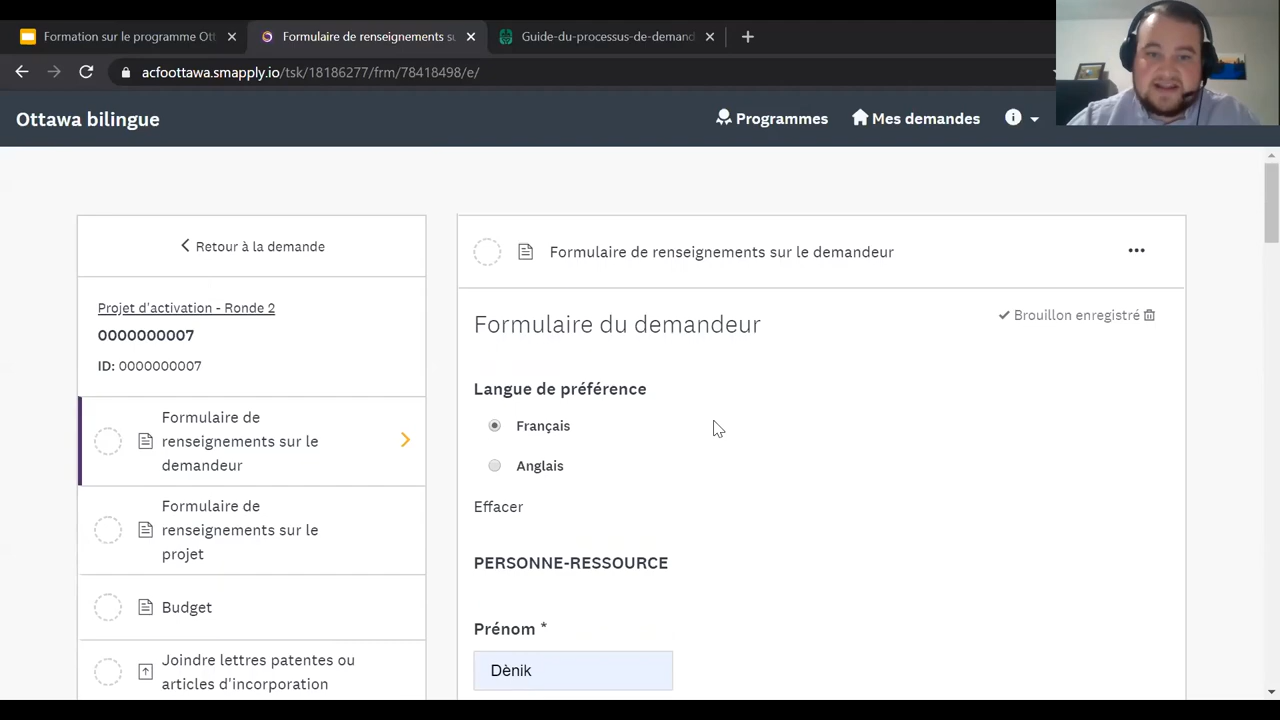 Formation sur le programme Ott
Formulaire de renseignements su
Guide-du-processus-de-demand
acfoottawa.smapply.io/tsk/18186277/frm/78418498/e/
Ottawa bilingue
Programmes
Mes demandes
Retour à la demande
Projet d'activation - Ronde 2
0000000007
ID: 0000000007
Formulaire de
renseignements sur le
demandeur
Formulaire de
renseignements sur le
projet
Budget
Joindre lettres patentes ou
articles d'incorporation
Formulaire de renseignements sur le demandeur
Formulaire du demandeur
Brouillon enregistré
Langue de préférence
Français
Anglais
Effacer
PERSONNE-RESSOURCE
Prénom *
Dènik